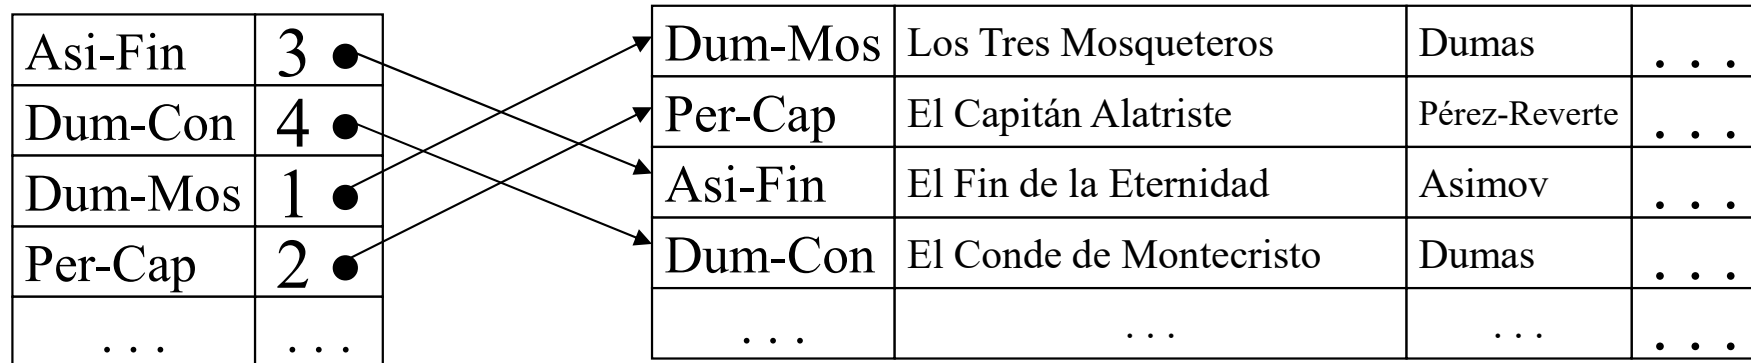 Asi-Fin 3
Dum-Con 4
Dum-Mos 1
Per-Cap 2
. . . . . .
Dum-Mos Los Tres Mosqueteros Dumas . . .
Per-Cap El Capitán Alatriste Pérez-Reverte . . .
Asi-Fin El Fin de la Eternidad Asimov . . .
Dum-Con El Conde de Montecristo Dumas . . .
. . . . . . . . . . . .